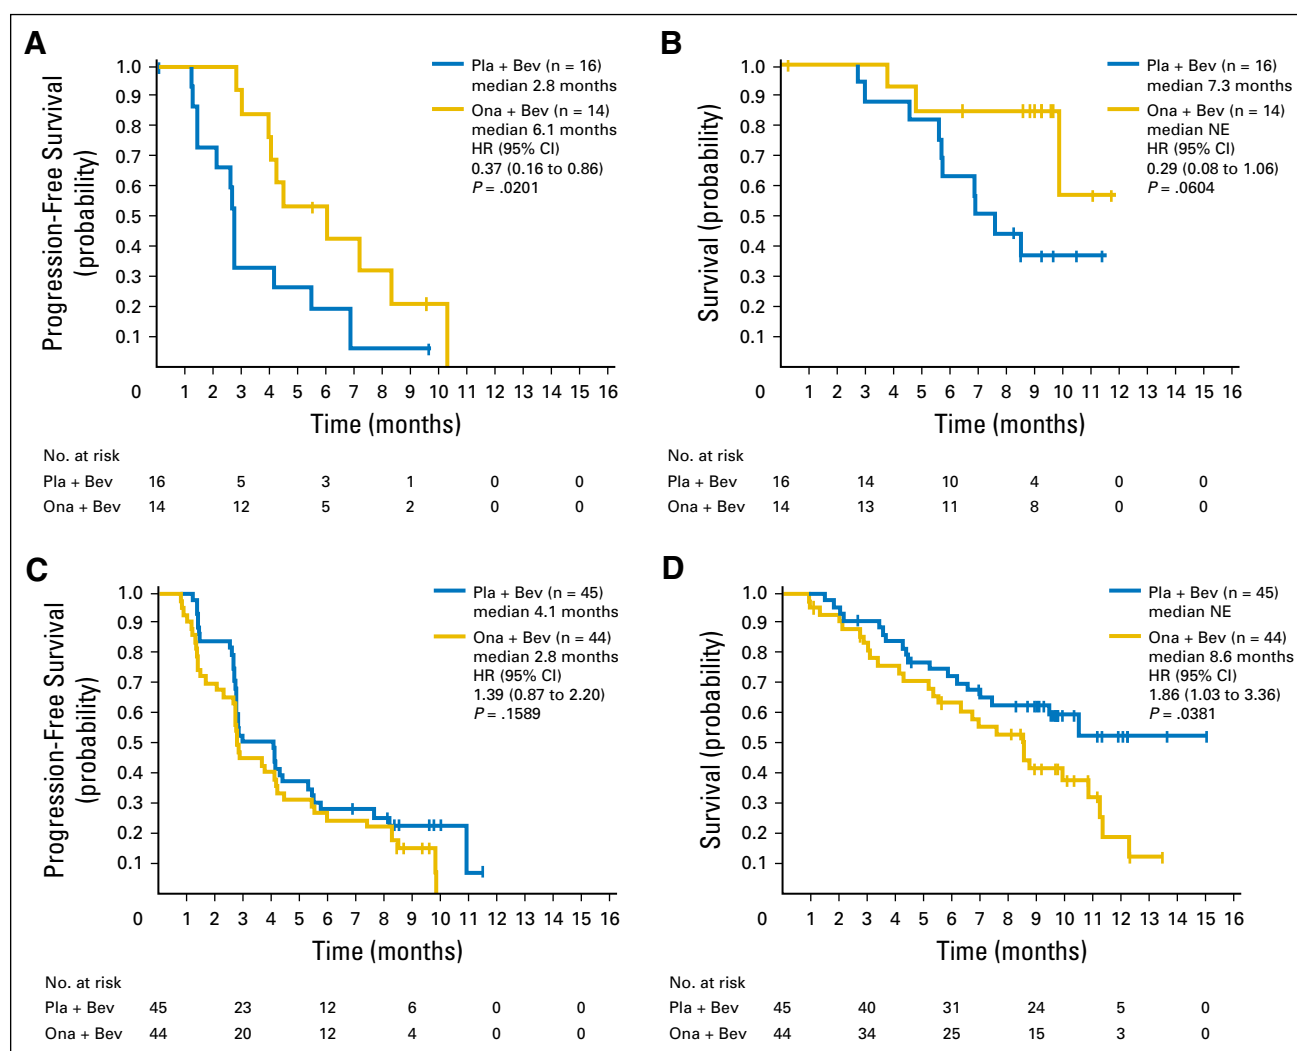 A
Progression-Free Survival
(probability)
1.0
0.9
0.8
0.7
0.6
0.5
0.4
0.3
0.2
0.1
0 1 2 3 4 5 6 7 8 9 10 11 12 13 14 15 16
Time (months)
Pla + Bev (n = 16)
median 2.8 months
Ona + Bev (n = 14)
median 6.1 months
HR (95% CI)
0.37 (0.16 to 0.86)
P = .0201
No. at risk
Pla + Bev 16 5 3 1 0 0
Ona + Bev 14 12 5 2 0 0
B
Survival (probability)
1.0
0.9
0.8
0.7
0.6
0.5
0.4
0.3
0.2
0.1
0 1 2 3 4 5 6 7 8 9 10 11 12 13 14 15 16
Time (months)
Pla + Bev (n = 16)
median 7.3 months
Ona + Bev (n = 14)
median NE
HR (95% CI)
0.29 (0.08 to 1.06)
P = .0604
No. at risk
Pla + Bev 16 14 10 4 0 0
Ona + Bev 14 13 11 8 0 0
C
Progression-Free Survival
(probability)
1.0
0.9
0.8
0.7
0.6
0.5
0.4
0.3
0.2
0.1
0 1 2 3 4 5 6 7 8 9 10 11 12 13 14 15 16
Time (months)
Pla + Bev (n = 45)
median 4.1 months
Ona + Bev (n = 44)
median 2.8 months
HR (95% CI)
1.39 (0.87 to 2.20)
P = .1589
No. at risk
Pla + Bev 45 23 12 6 0 0
Ona + Bev 44 20 12 4 0 0
D
Survival (probability)
1.0
0.9
0.8
0.7
0.6
0.5
0.4
0.3
0.2
0.1
0 1 2 3 4 5 6 7 8 9 10 11 12 13 14 15 16
Time (months)
Pla + Bev (n = 45)
median NE
Ona + Bev (n = 44)
median 8.6 months
HR (95% CI)
1.86 (1.03 to 3.36)
P = .0381
No. at risk
Pla + Bev 45 40 31 24 5 0
Ona + Bev 44 34 25 15 3 0